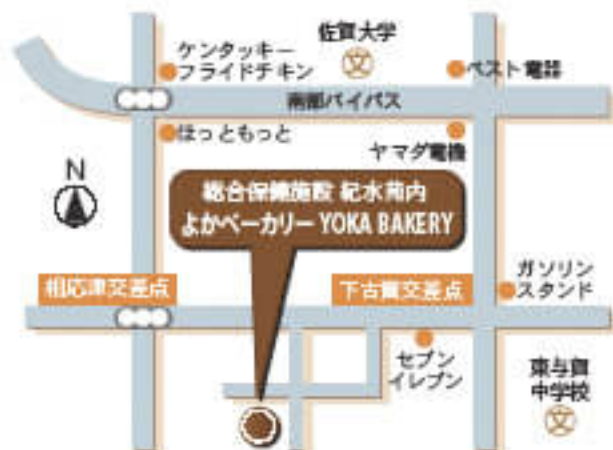 ケンタッキー
フライドチキン
佐賀大学
文
ベスト電器
南部バイパス
ほっともっと
ヤマダ電機
N
総合保健施設 紀水苑内
よかベーカリー YOKA BAKERY
相応津交差点
下古賀交差点
ガソリン
スタンド
セブン
イレブン
東与賀
中学校
文